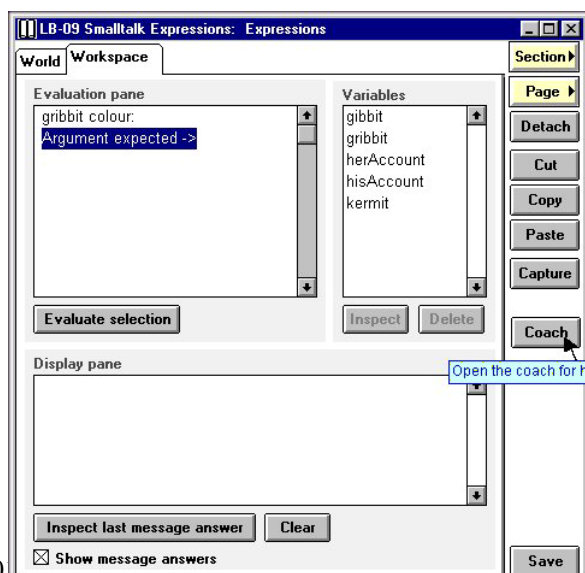 LB-09 Smalltalk Expressions: Expressions
World Workspace
Section
Page
Detach
Cut
Copy
Paste
Capture
Coach
Open the coach for h
Save
Evaluation pane
gribbit colour:
Argument expected ->
Evaluate selection
Variables
gibbit
gribbit
herAccount
hisAccount
kermit
Inspect Delete
Display pane
Inspect last message answer Clear
Show message answers
)